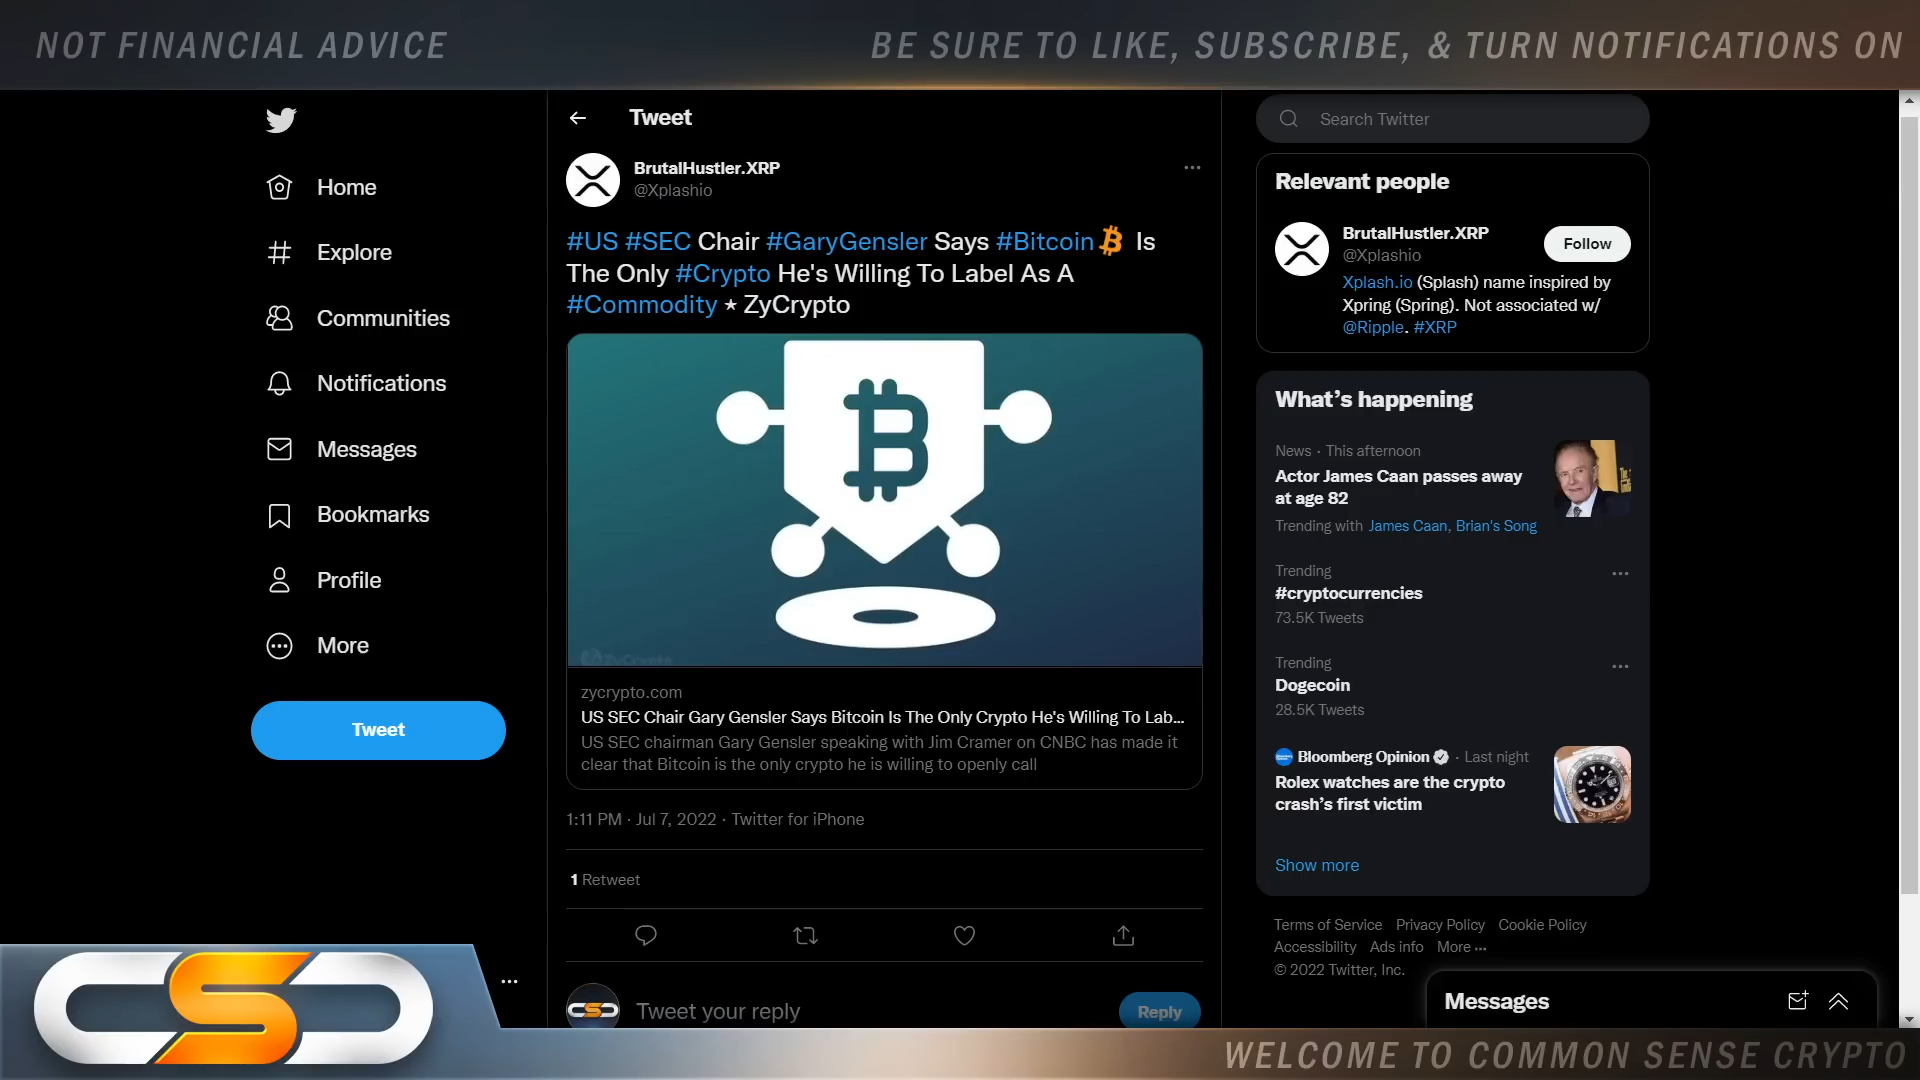 NOT FINANCIAL ADVICE
BE SURE TO LIKE, SUBSCRIBE, & TURN NOTIFICATIONS ON
Home
Explore
Communities
Notifications
Messages
Bookmarks
Profile
More
Tweet
Tweet
BrutalHustler.XRP
@Xplashio
#US #SEC Chair #GaryGensler Says #Bitcoin Is
The Only #Crypto He's Willing To Label As A
#Commodity ⋆ ZyCrypto
ZyCrypto
zycrypto.com
US SEC Chair Gary Gensler Says Bitcoin Is The Only Crypto He's Willing To Lab...
US SEC chairman Gary Gensler speaking with Jim Cramer on CNBC has made it
clear that Bitcoin is the only crypto he is willing to openly call
1:11 PM · Jul 7, 2022 · Twitter for iPhone
1 Retweet
Tweet your reply
Reply
Search Twitter
Relevant people
BrutalHustler.XRP
@Xplashio
Follow
Xplash.io (Splash) name inspired by
Xpring (Spring). Not associated w/
@Ripple. #XRP
What's happening
News · This afternoon
Actor James Caan passes away
at age 82
Trending with James Caan, Brian's Song
Trending
#cryptocurrencies
73.5K Tweets
Trending
Dogecoin
28.5K Tweets
Bloomberg Opinion · Last night
Rolex watches are the crypto
crash's first victim
Show more
Terms of Service Privacy Policy Cookie Policy
Accessibility Ads info More ...
© 2022 Twitter, Inc.
Messages
CSC
WELCOME TO COMMON SENSE CRYPTO